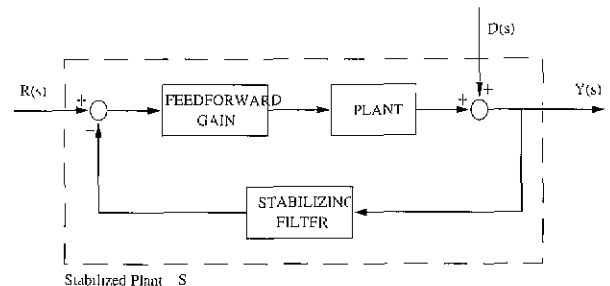 D(s)
R(s)
Y(s)
+
+
+
−
FEEDFORWARD
GAIN
PLANT
STABILIZING
FILTER
Stabilized Plant S